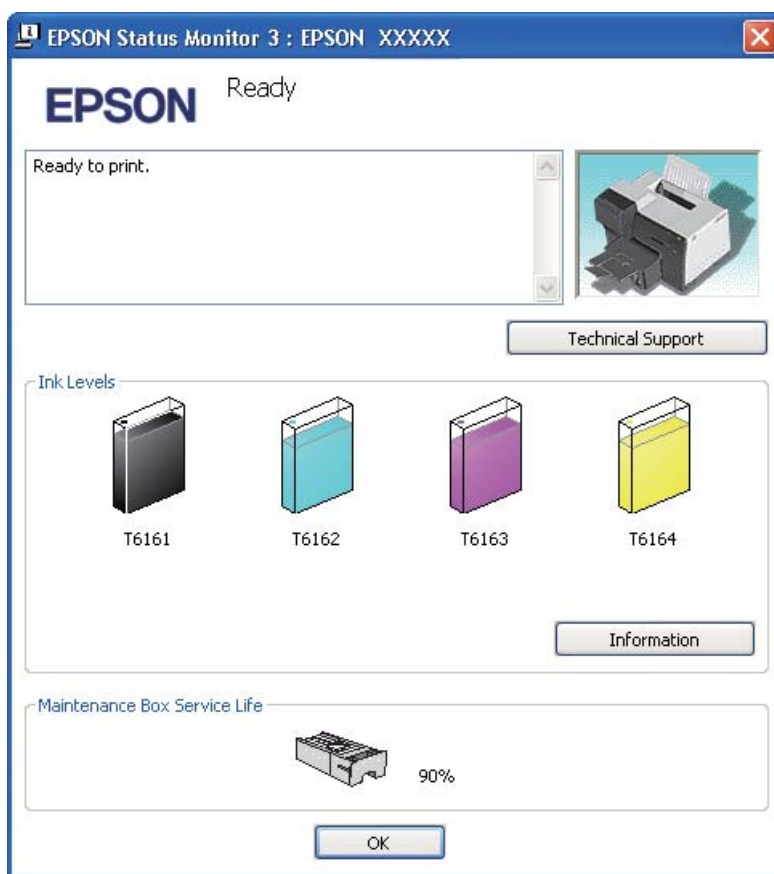 EPSON Status Monitor 3 : EPSON XXXXX
EPSON
Ready
Ready to print.
Technical Support
Ink Levels
T6161 T6162 T6163 T6164
Information
Maintenance Box Service Life
90%
OK